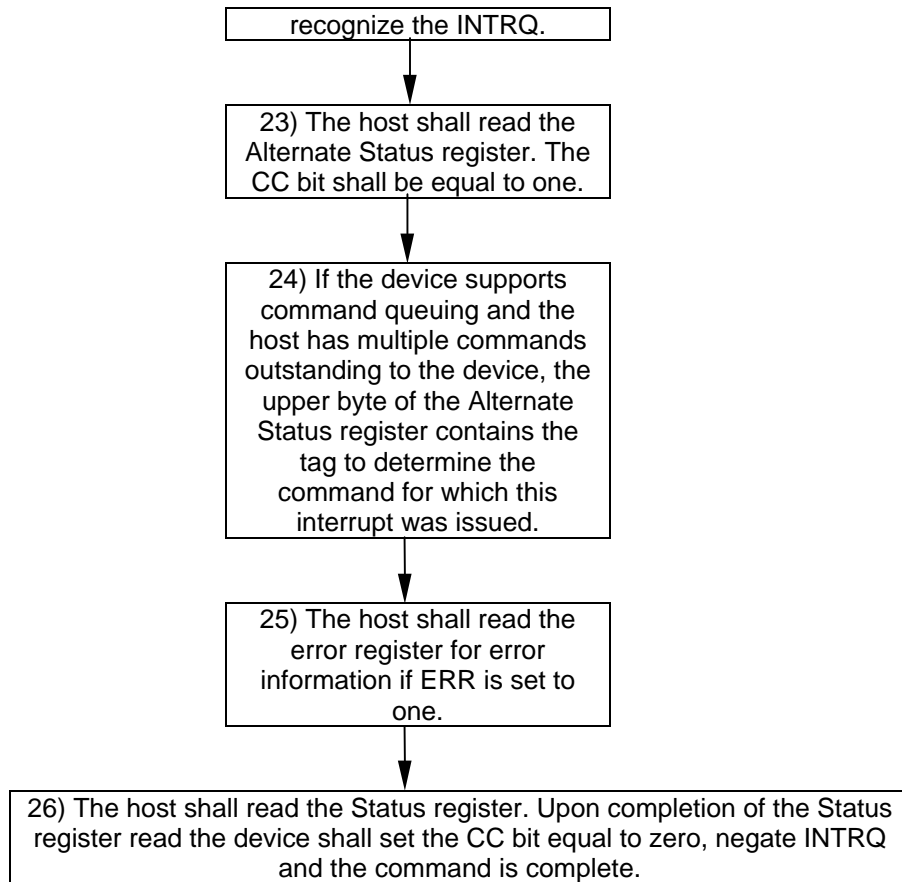 recognize the INTRQ.
23) The host shall read the
Alternate Status register. The
CC bit shall be equal to one.
24) If the device supports
command queuing and the
host has multiple commands
outstanding to the device, the
upper byte of the Alternate
Status register contains the
tag to determine the
command for which this
interrupt was issued.
25) The host shall read the
error register for error
information if ERR is set to
one.
26) The host shall read the Status register. Upon completion of the Status
register read the device shall set the CC bit equal to zero, negate INTRQ
and the command is complete.